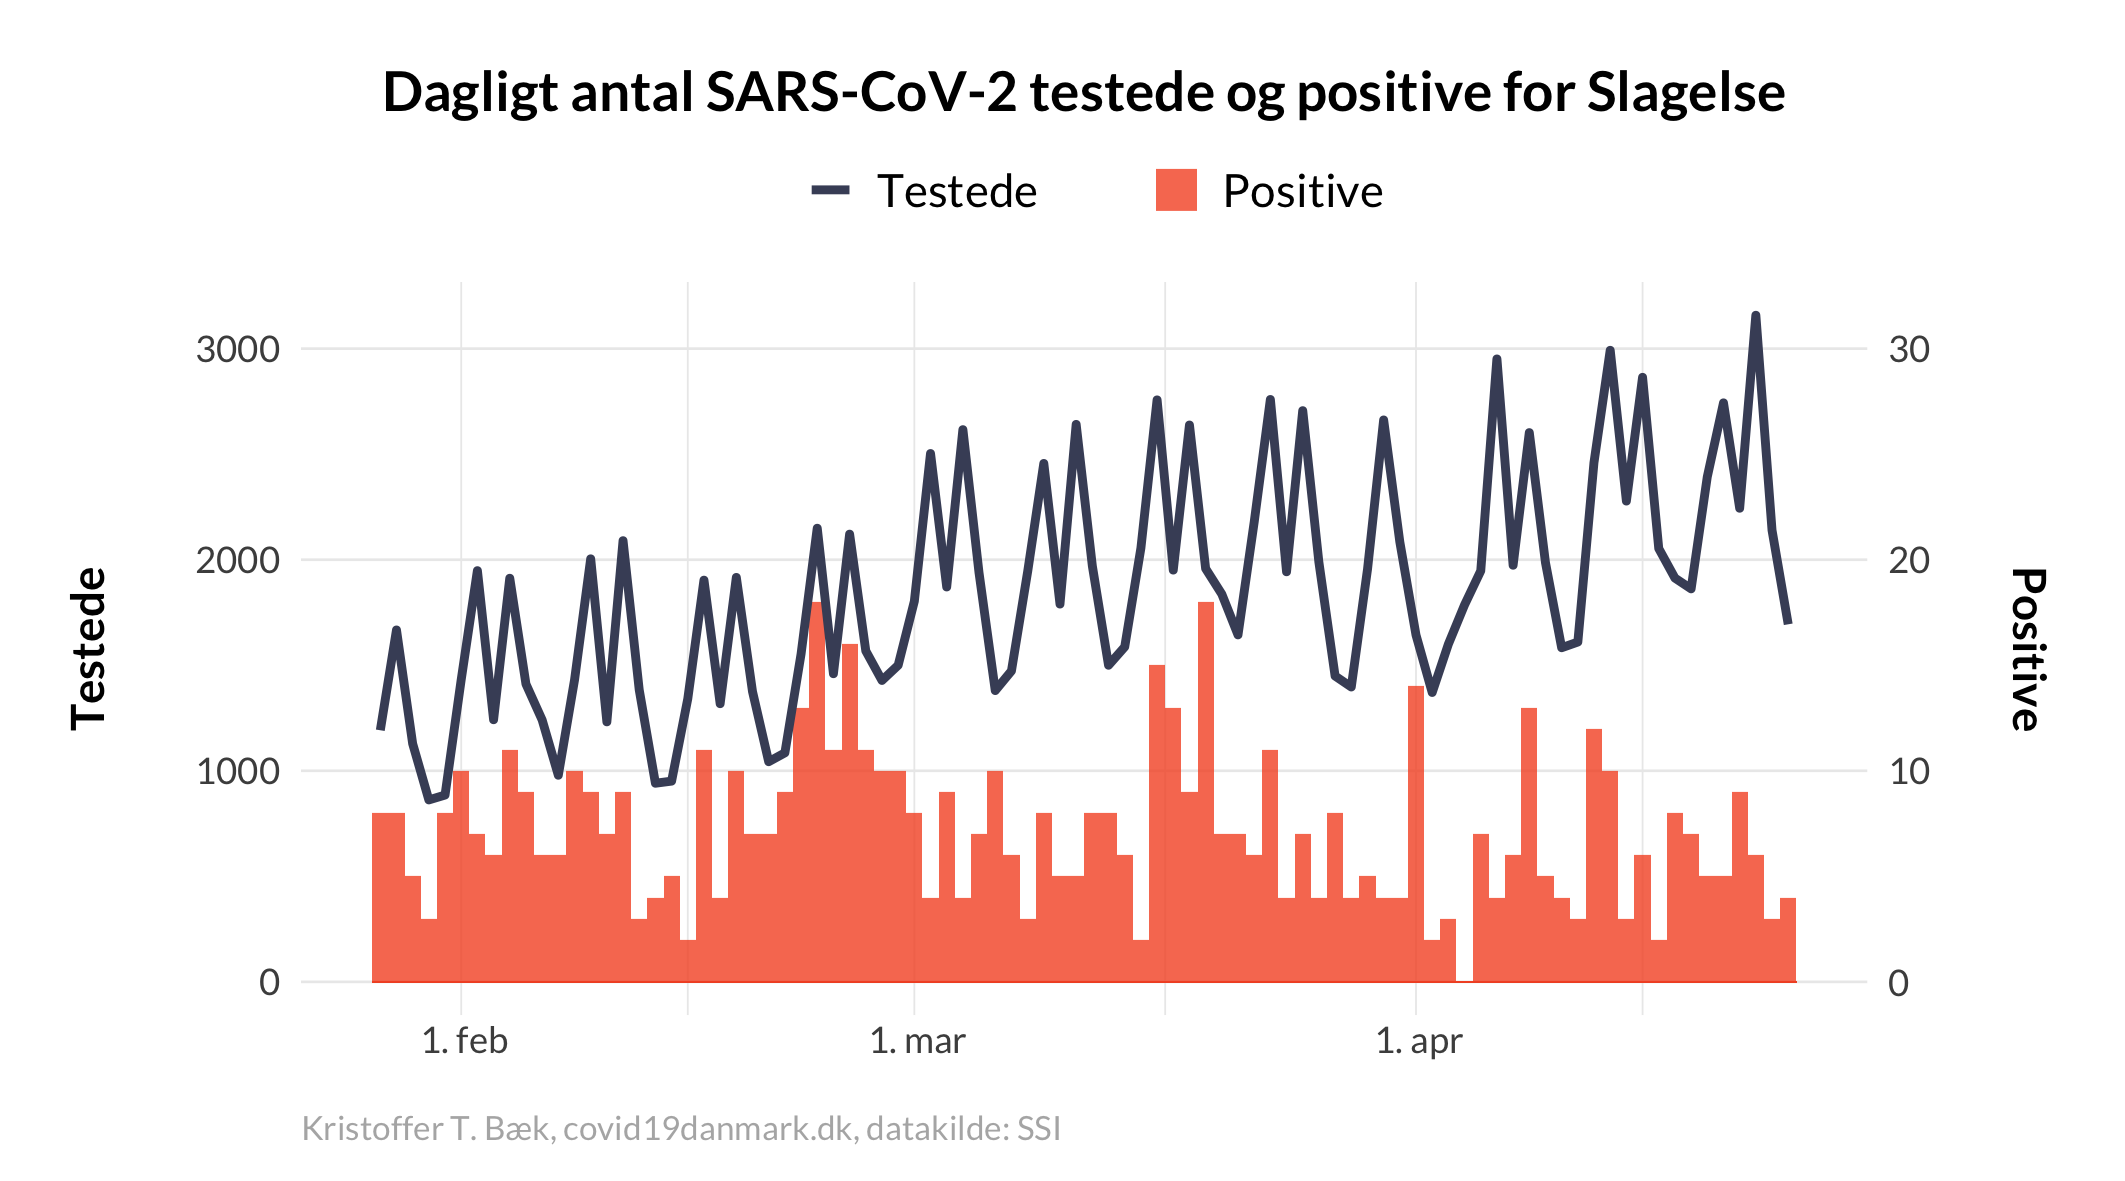 Dagligt antal SARS-CoV-2 testede og positive for Slagelse
Testede
Positive
3000
2000
1000
0
Testede
30
20
10
0
Positive
1. feb
1. mar
1. apr
Kristoffer T. Bæk, covid19danmark.dk, datakilde: SSI